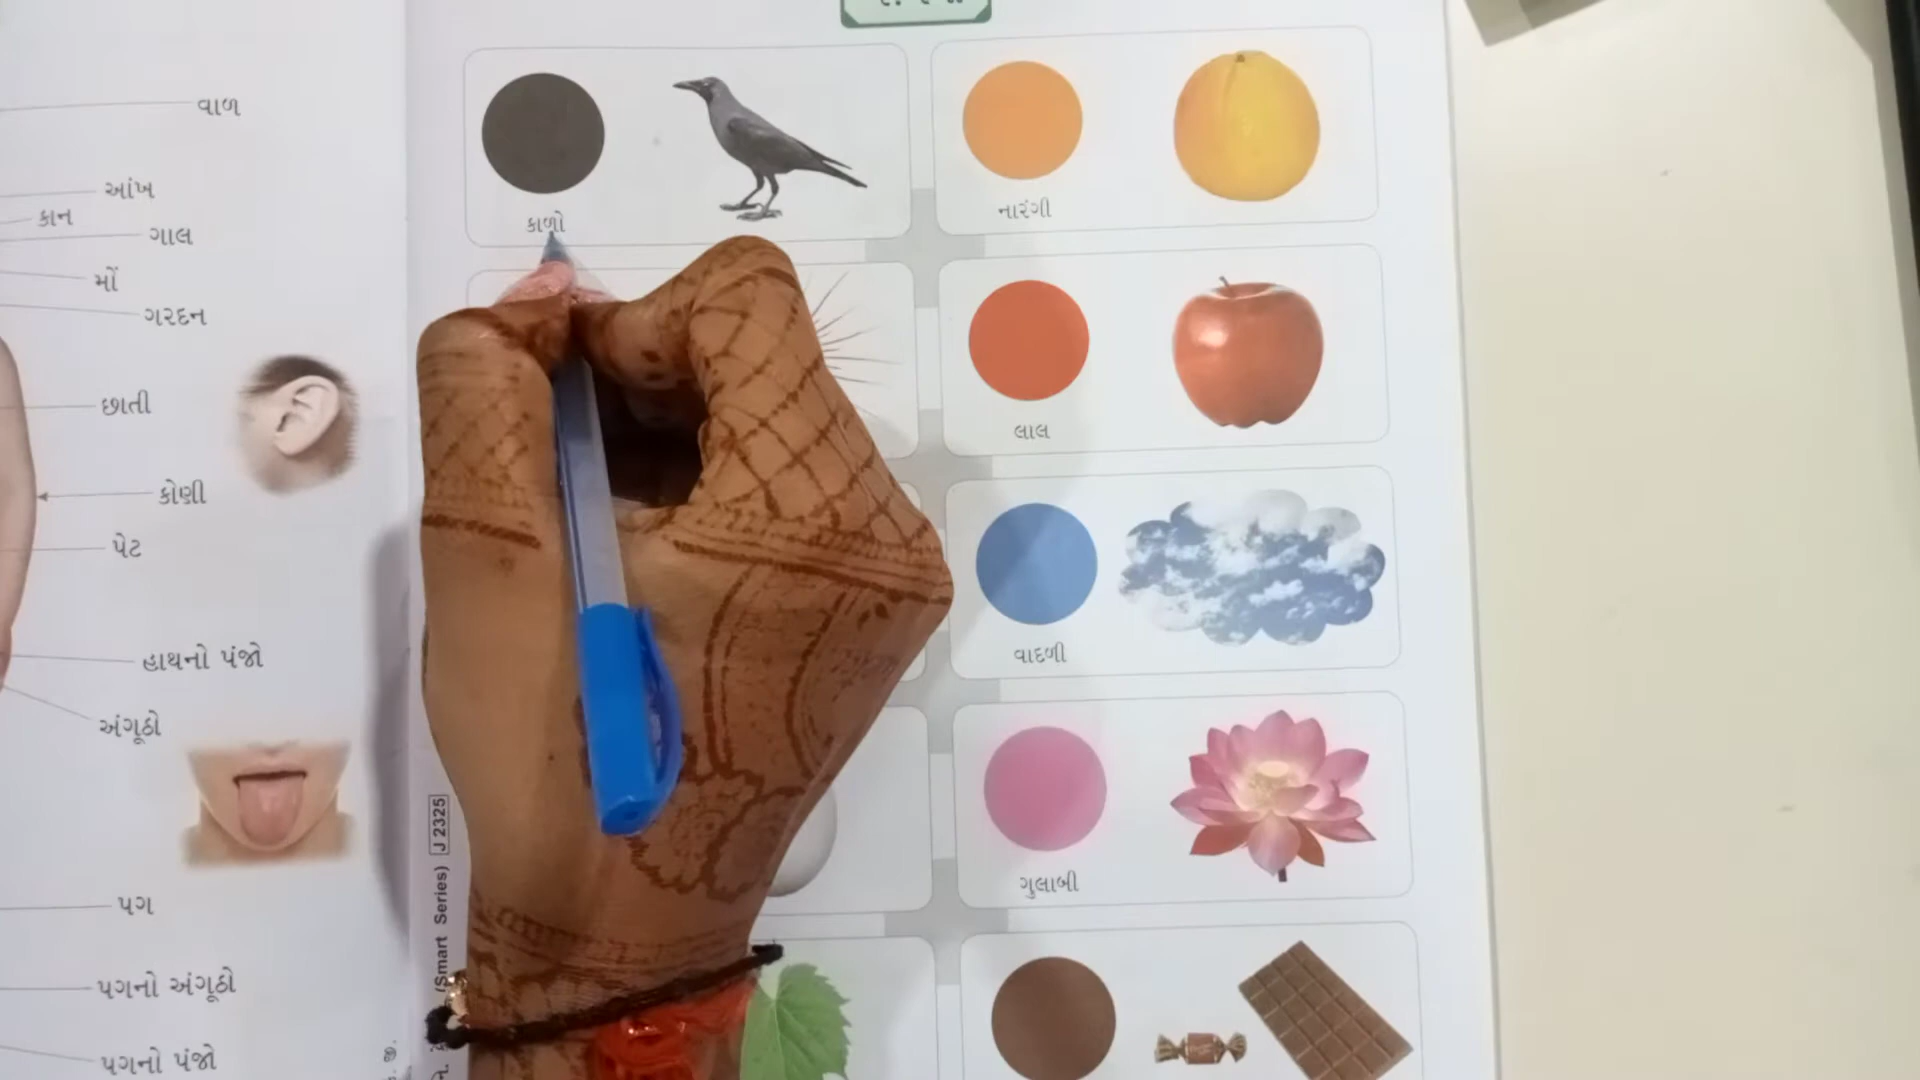 વાળ
આંખ
કાન
ગાલ
મોં
ગરદન
છાતી
કોણી
પેટ
હાથનો પંજો
અંગૂઠો
પગ
પગનો અંગૂઠો
પગનો પંજો
(Smart Series) J 2325
કાળો
નારંગી
લાલ
વાદળી
ગુલાબી